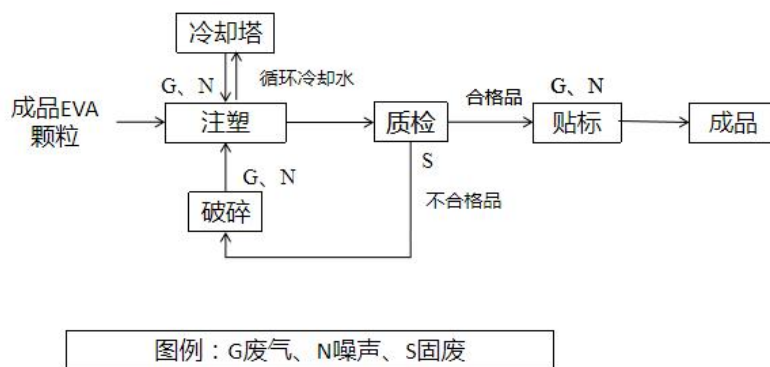 冷却塔
G、N
循环冷却水
成品EVA
颗粒
注塑
质检
合格品
G、N
贴标
成品
S
G、N
不合格品
破碎
图例：G废气、N噪声、S固废